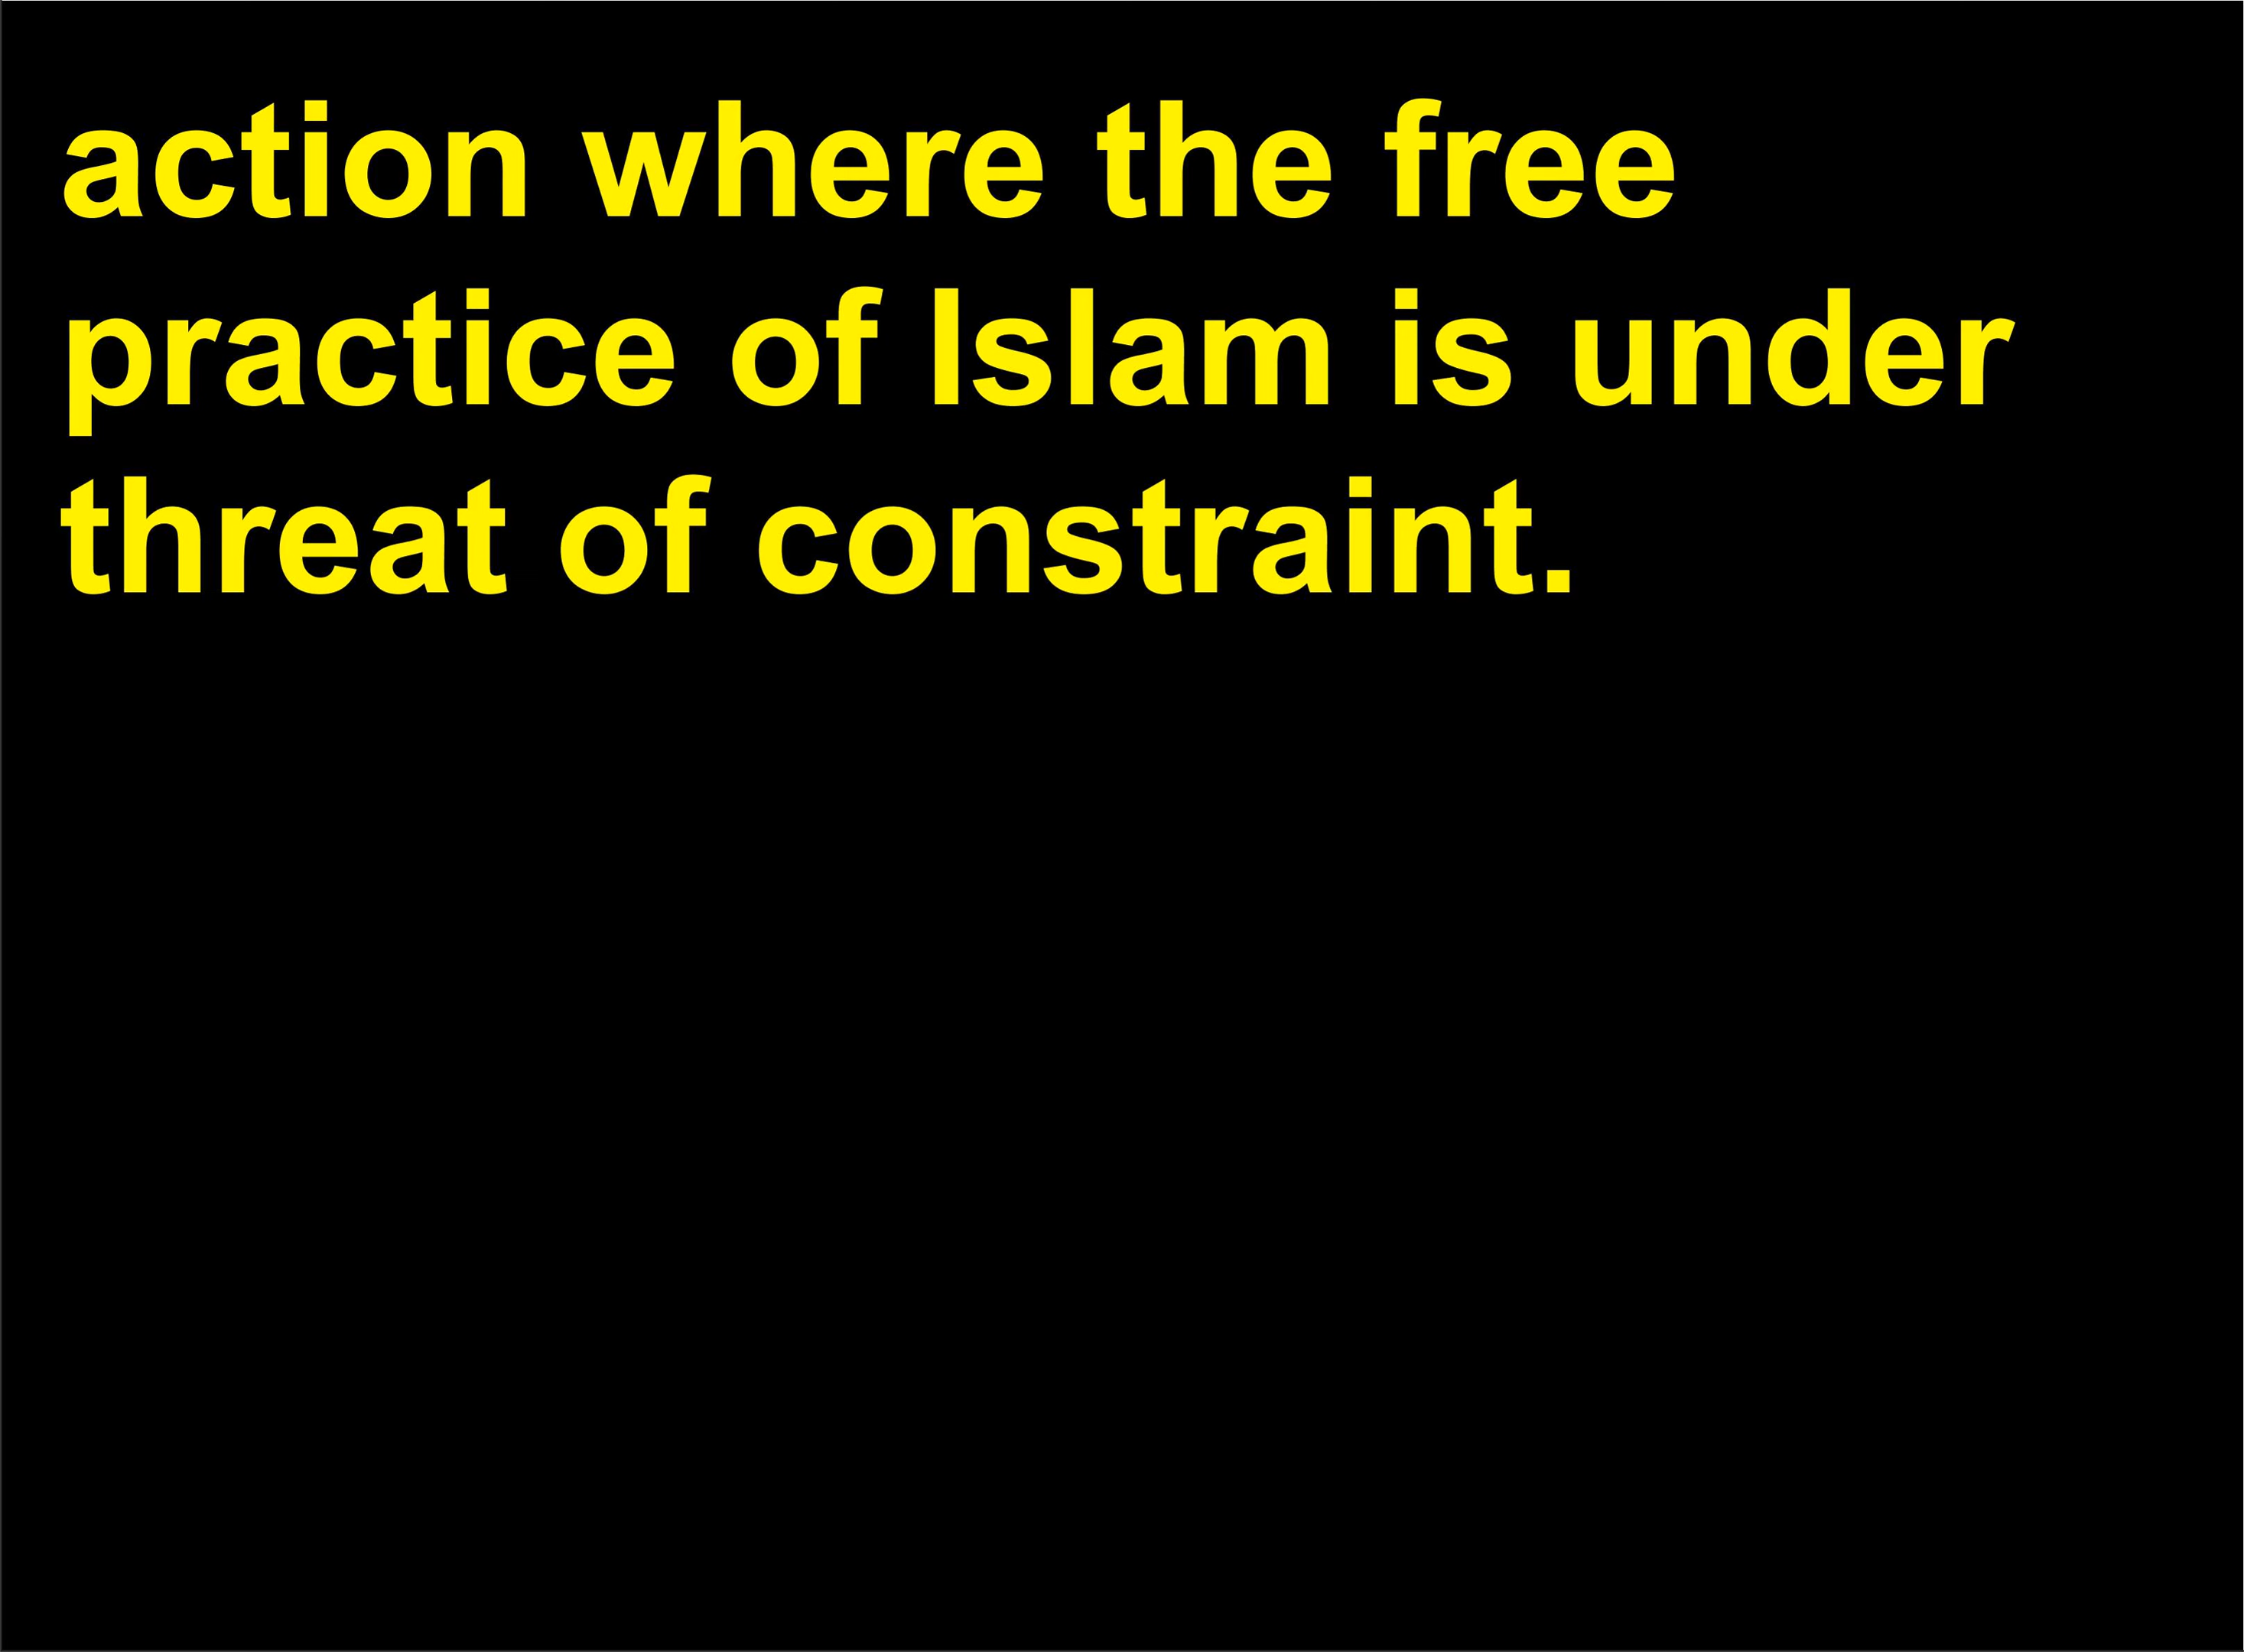 action where the free
practice of Islam is under
threat of constraint.